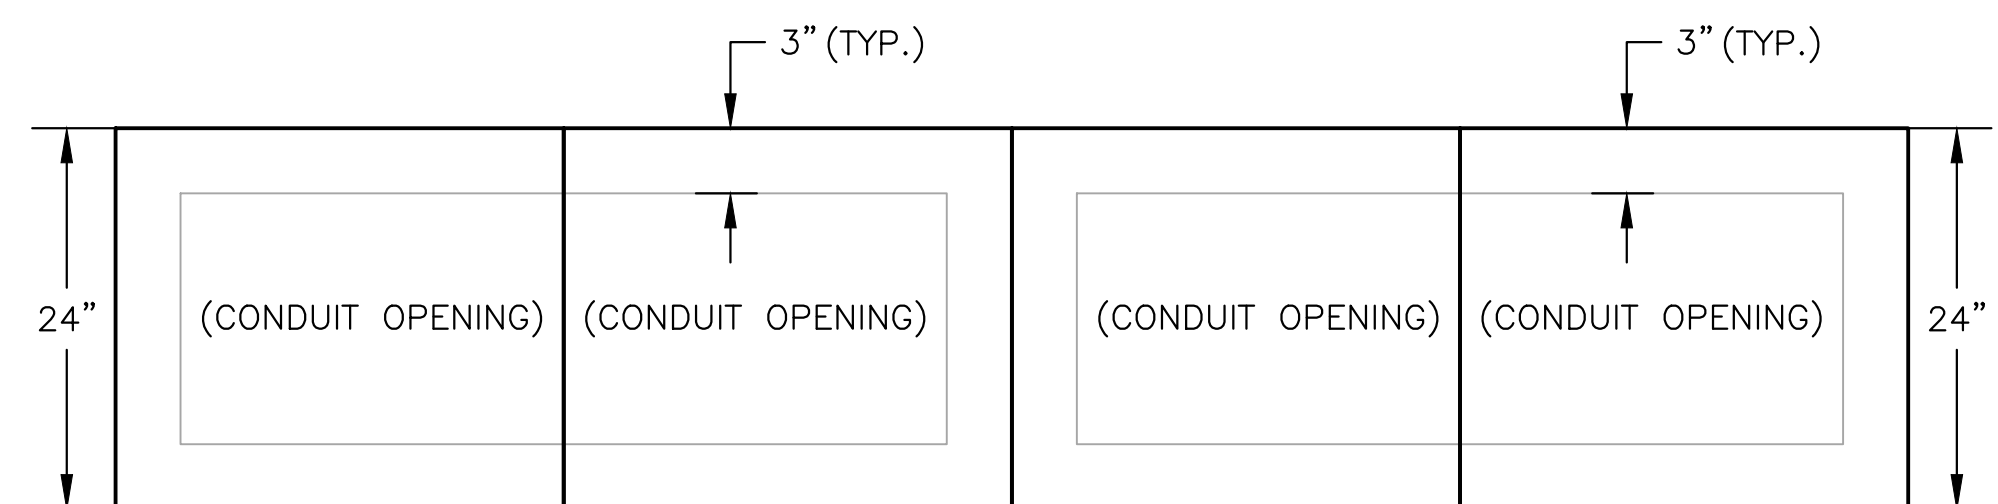 3” (TYP.) 3” (TYP.)
24” (CONDUIT OPENING) (CONDUIT OPENING) (CONDUIT OPENING) (CONDUIT OPENING) 24”